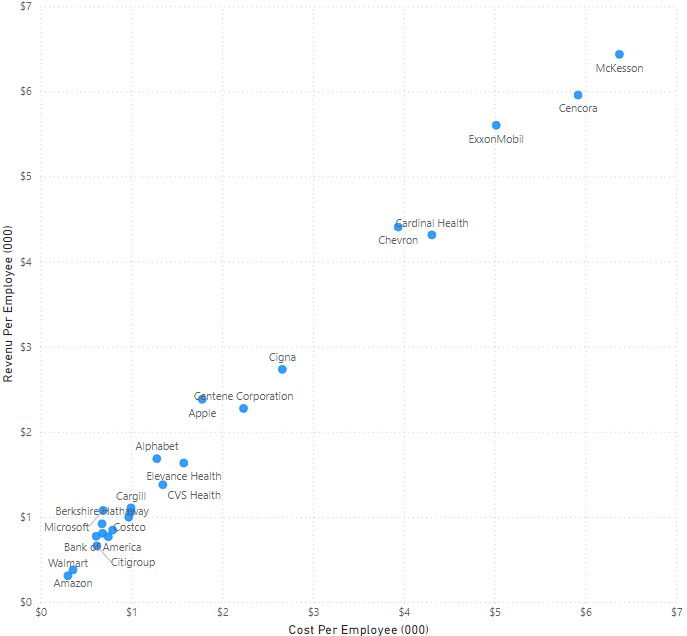 $7
McKesson
$6
Cencora
ExxonMobil
$5
Cardinal Health
Chevron
$4
Revenu Per Employee (000)
$3
Cigna
Centene Corporation
Apple
$2
Alphabet
Elevance Health
CVS Health
Cargill
Berkshire Hathaway
$1
Microsoft
Costco
Bank of America
Citigroup
Walmart
Amazon
$0
$0 $1 $2 $3 $4 $5 $6 $7
Cost Per Employee (000)